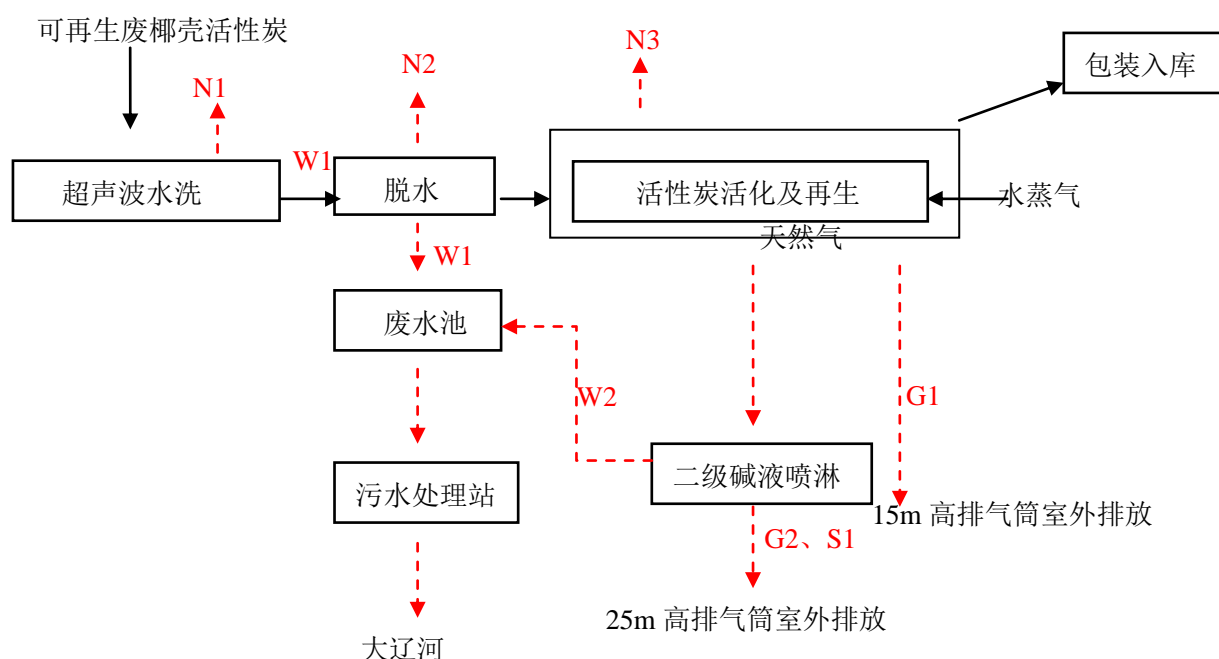 可再生废椰壳活性炭
N1
N2
N3
包装入库
超声波水洗
W1
脱水
活性炭活化及再生
水蒸气
天然气
W1
废水池
W2
G1
污水处理站
二级碱液喷淋
15m 高排气筒室外排放
G2、S1
25m 高排气筒室外排放
大辽河